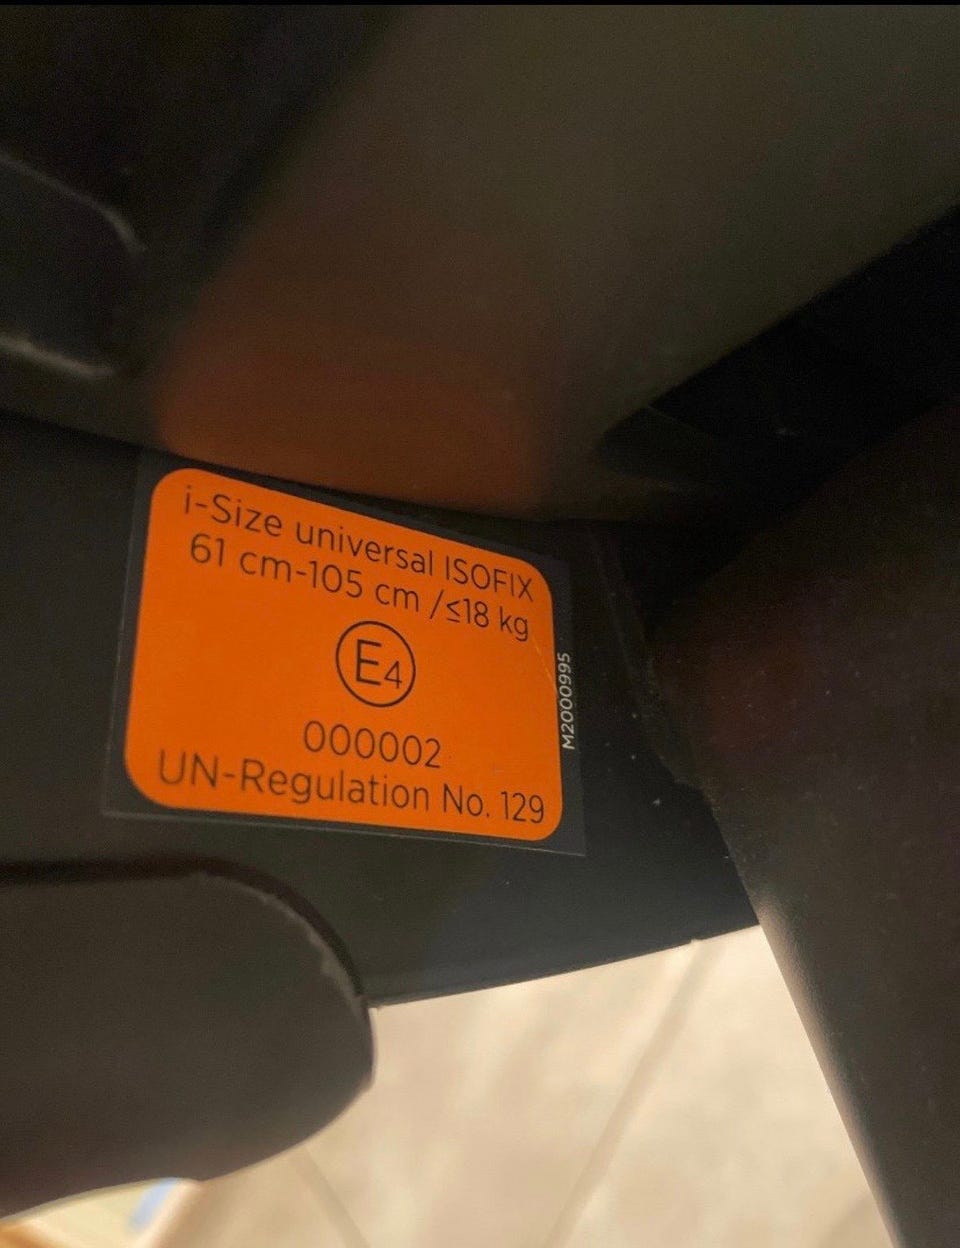 i-Size universal ISOFIX
61 cm-105 cm /≤18 kg
E4
000002
UN-Regulation No. 129
M2000995